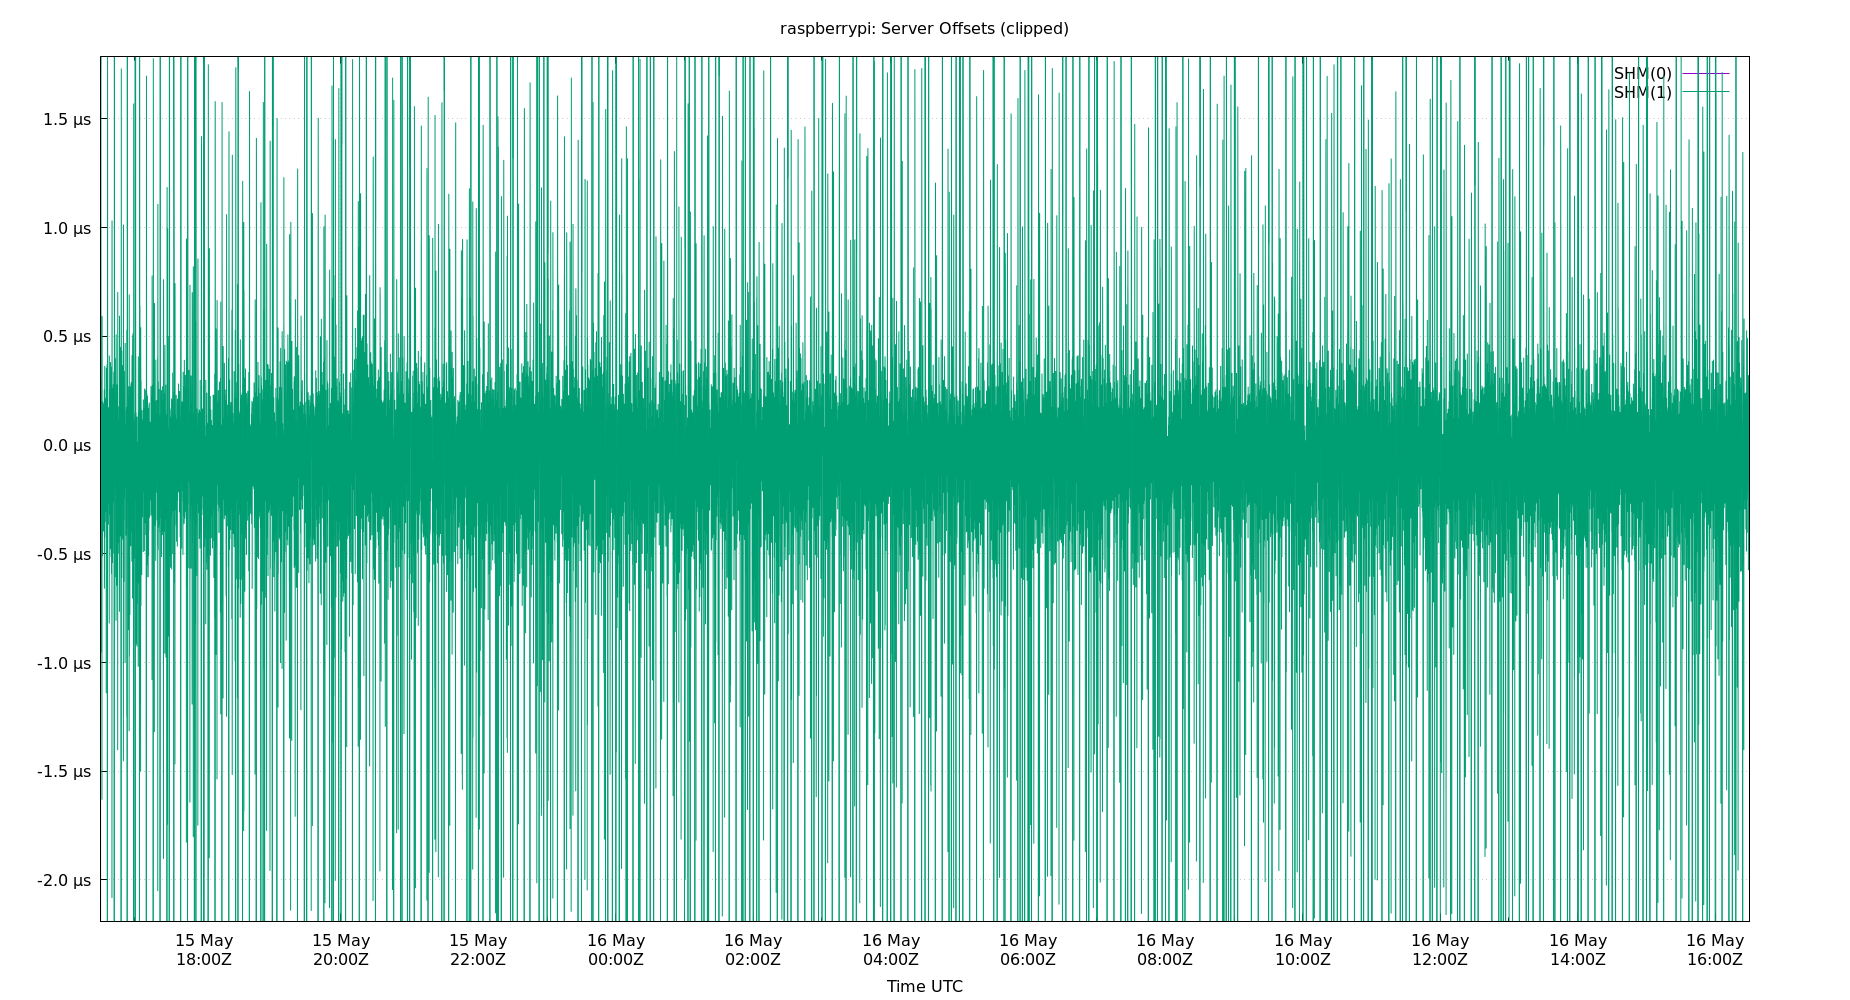 raspberrypi: Server Offsets (clipped)
SHM(0)
SHM(1)
1.5 µs
1.0 µs
0.5 µs
0.0 µs
-0.5 µs
-1.0 µs
-1.5 µs
-2.0 µs
15 May 15 May 15 May 16 May 16 May 16 May 16 May 16 May 16 May 16 May 16 May 16 May
18:00Z 20:00Z 22:00Z 00:00Z 02:00Z 04:00Z 06:00Z 08:00Z 10:00Z 12:00Z 14:00Z 16:00Z
Time UTC